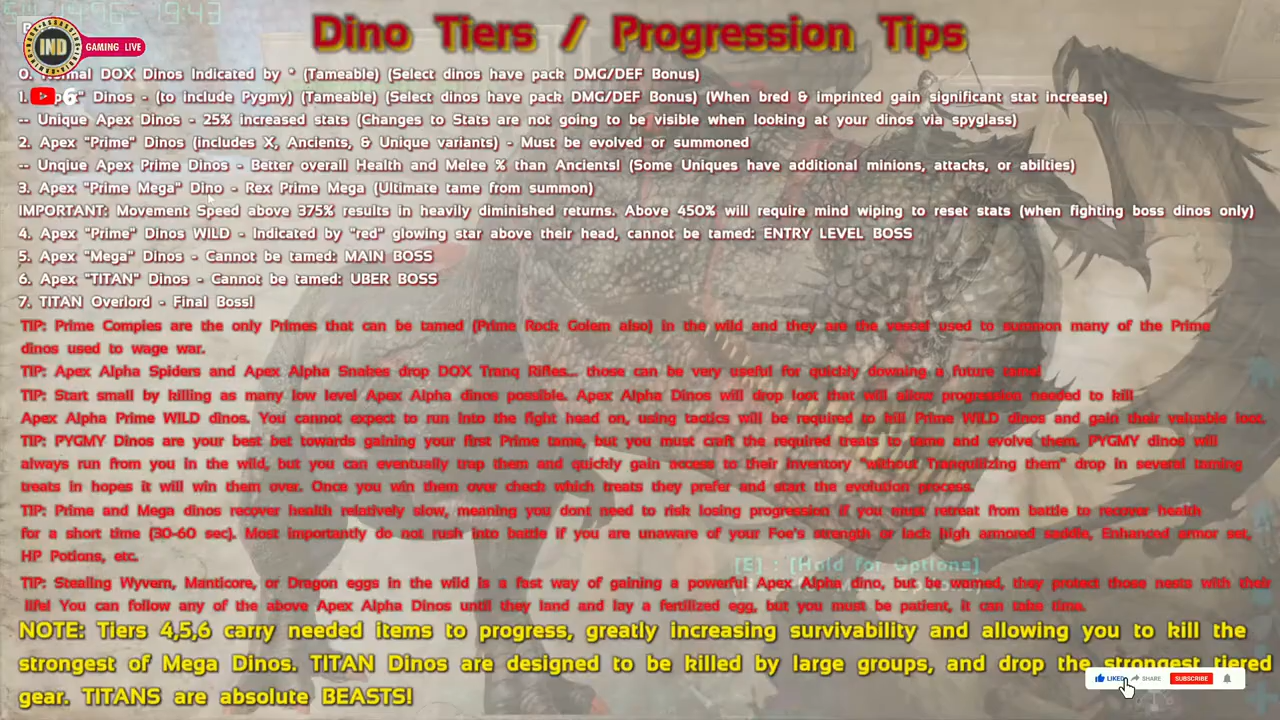 Dino Tiers / Progression Tips
IND
GAMING LIVE
0. Normal DOX Dinos Indicated by * (Tameable) (Select dinos have pack DMG/DEF Bonus)
1. Dinos - (to include Pygmy) (Tameable) (Select dinos have pack DMG/DEF Bonus) (When bred & imprinted gain significant stat increase)
6
-- Unique Apex Dinos - 25% increased stats (Changes to Stats are not going to be visible when looking at your dinos via spyglass)
2. Apex "Prime" Dinos (includes X, Ancients, & Unique variants) - Must be evolved or summoned
-- Unqiue Apex Prime Dinos - Better overall Health and Melee % than Ancients! (Some Uniques have additional minions, attacks, or abilties)
3. Apex "Prime Mega" Dino - Rex Prime Mega (Ultimate tame from summon)
IMPORTANT: Movement Speed above 375% results in heavily diminished returns. Above 450% will require mind wiping to reset stats (when fighting boss dinos only)
4. Apex "Prime" Dinos WILD - Indicated by "red" glowing star above their head, cannot be tamed: ENTRY LEVEL BOSS
5. Apex "Mega" Dinos - Cannot be tamed: MAIN BOSS
6. Apex "TITAN" Dinos - Cannot be tamed: UBER BOSS
7. TITAN Overlord - Final Boss!
TIP: Prime Compies are the only Primes that can be tamed (Prime Rock Golem also) in the wild and they are the vessel used to summon many of the Prime
dinos used to wage war.
TIP: Apex Alpha Spiders and Apex Alpha Snakes drop DOX Tranq Rifles... those can be very useful for quickly downing a future tame!
TIP: Start small by killing as many low level Apex Alpha dinos possible. Apex Alpha Dinos will drop loot that will allow progression needed to kill
Apex Alpha Prime WILD dinos. You cannot expect to run into the fight head on, using tactics will be required to kill Prime WILD dinos and gain their valuable loot.
TIP: PYGMY Dinos are your best bet towards gaining your first Prime tame, but you must craft the required treats to tame and evolve them. PYGMY dinos will
always run from you in the wild, but you can eventually trap them and quickly gain access to their inventory "without Tranquilizing them" drop in several taming
treats in hopes it will win them over. Once you win them over check which treats they prefer and start the evolution process.
TIP: Prime and Mega dinos recover health relatively slow, meaning you dont need to risk losing progression if you must retreat from battle to recover health
for a short time (30-60 sec). Most importantly do not rush into battle if you are unaware of your Foe's strength or lack high armored saddle, Enhanced armor set,
HP Potions, etc.
[E] : [Hold for Options]
TIP: Stealing Wyvern, Manticore, or Dragon eggs in the wild is a fast way of gaining a powerful Apex Alpha dino, but be warned, they protect those nests with their
life! You can follow any of the above Apex Alpha Dinos until they land and lay a fertilized egg, but you must be patient, it can take time.
NOTE: Tiers 4,5,6 carry needed items to progress, greatly increasing survivability and allowing you to kill the
strongest of Mega Dinos. TITAN Dinos are designed to be killed by large groups, and drop the strongest tiered
gear. TITANS are absolute BEASTS!
LIKED SHARE SUBSCRIBE